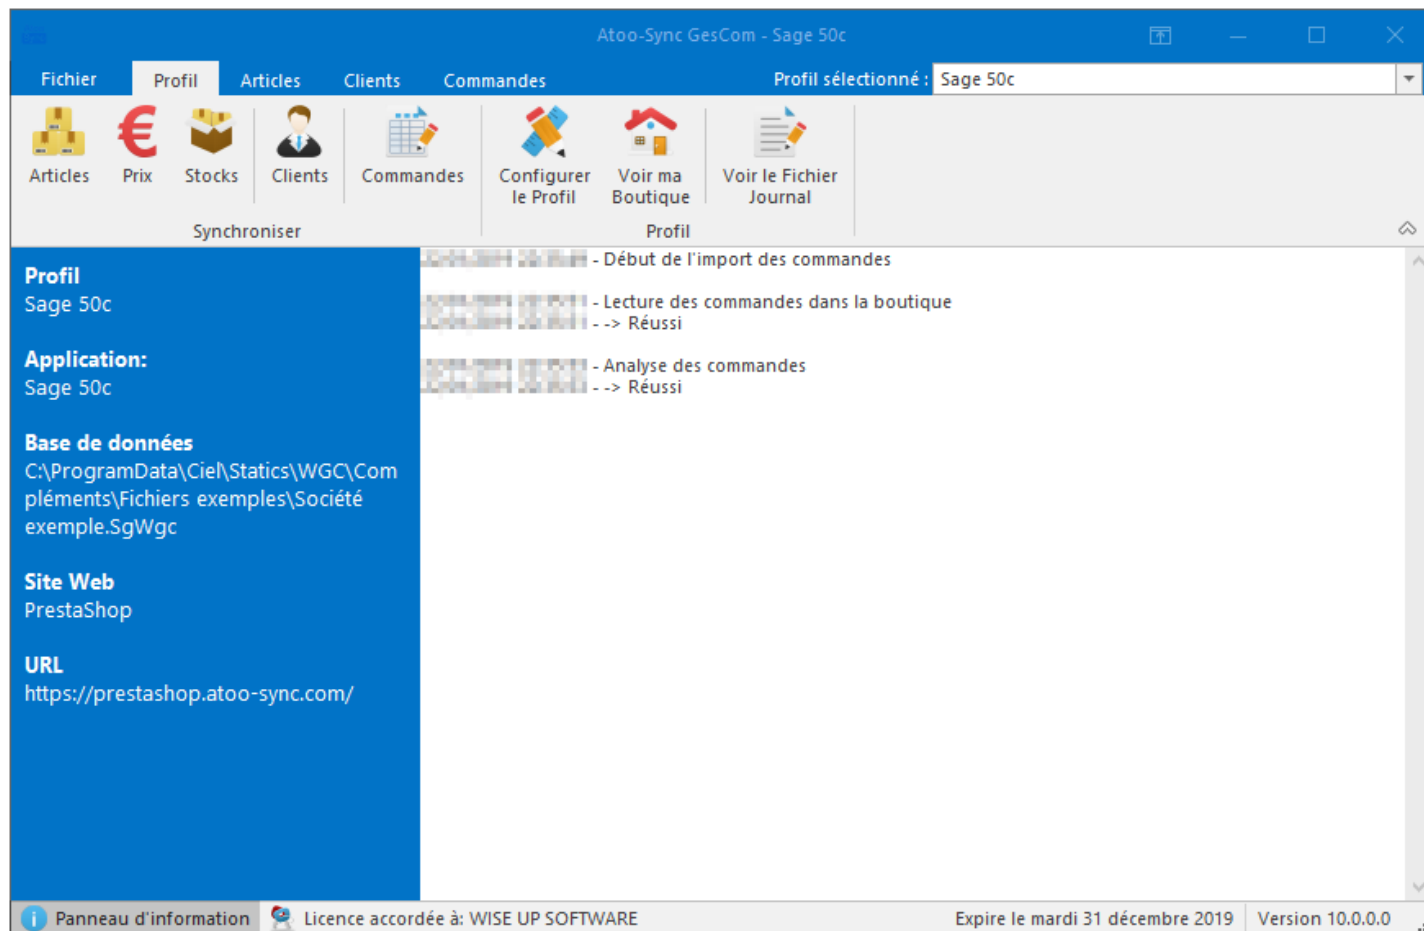 Atoo-Sync GesCom - Sage 50c
Fichier Profil Articles Clients Commandes Profil sélectionné : Sage 50c
Articles Prix Stocks Clients Commandes Configurer le Profil Voir ma Boutique Voir le Fichier Journal
Synchroniser Profil
Profil
Sage 50c
Application:
Sage 50c
Base de données
C:\ProgramData\Ciel\Statics\WGC\Com
pléments\Fichiers exemples\Société
exemple.SgWgc
Site Web
PrestaShop
URL
https://prestashop.atoo-sync.com/
- Début de l'import des commandes
- Lecture des commandes dans la boutique
- --> Réussi
- Analyse des commandes
- --> Réussi
Panneau d'information Licence accordée à: WISE UP SOFTWARE Expire le mardi 31 décembre 2019 Version 10.0.0.0